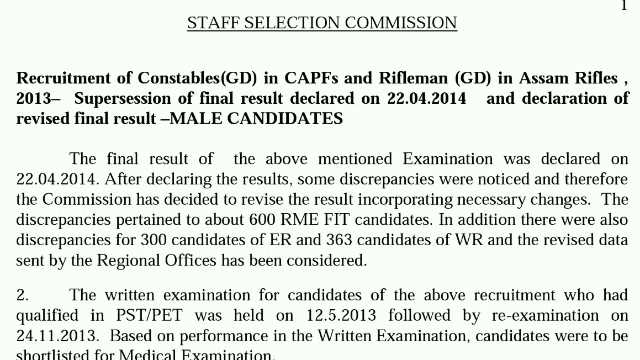 1
STAFF SELECTION COMMISSION
Recruitment of Constables(GD) in CAPFs and Rifleman (GD) in Assam Rifles ,
2013– Supersession of final result declared on 22.04.2014 and declaration of
revised final result –MALE CANDIDATES
The final result of the above mentioned Examination was declared on
22.04.2014. After declaring the results, some discrepancies were noticed and therefore
the Commission has decided to revise the result incorporating necessary changes. The
discrepancies pertained to about 600 RME FIT candidates. In addition there were also
discrepancies for 300 candidates of ER and 363 candidates of WR and the revised data
sent by the Regional Offices has been considered.
2. The written examination for candidates of the above recruitment who had
qualified in PST/PET was held on 12.5.2013 followed by re-examination on
24.11.2013. Based on performance in the Written Examination, candidates were to be
shortlisted for Medical Examination.